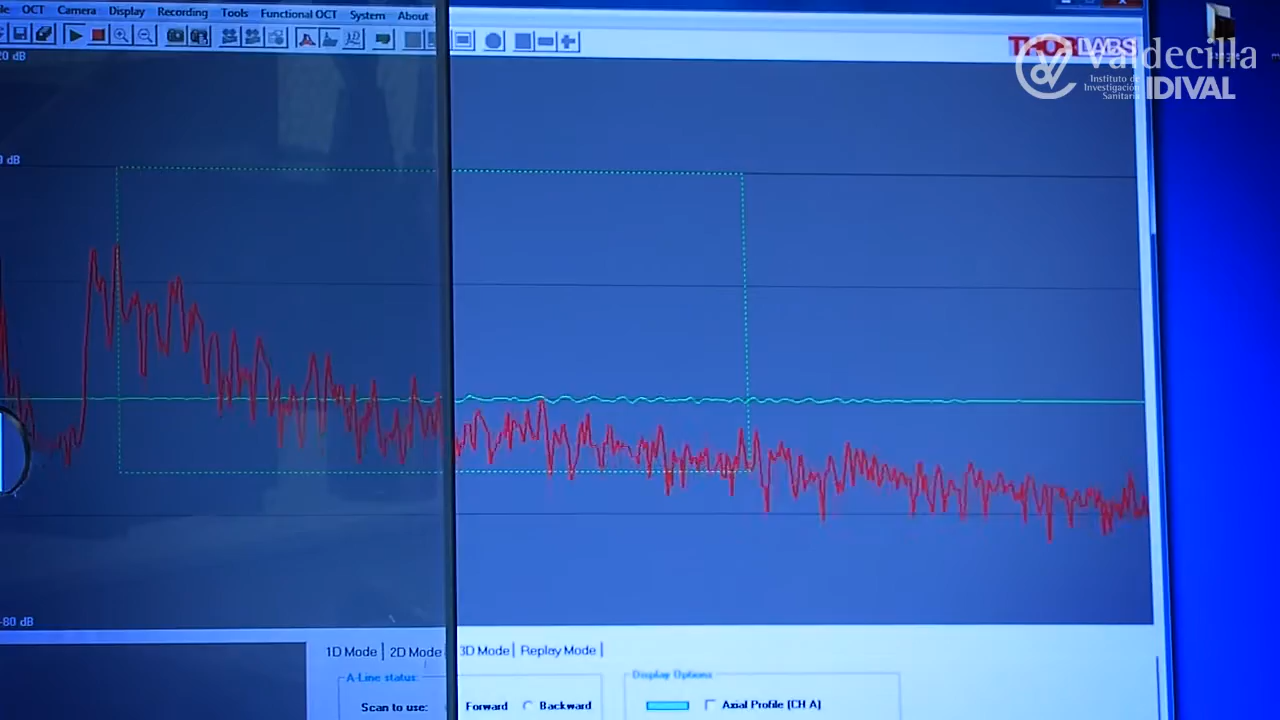 OCT Camera Display Recording Tools Functional OCT System About
THORLABS
valdecilla
Instituto de
Investigación
Sanitaria
IDIVAL
20 dB
0 dB
-80 dB
1D Mode 2D Mode 3D Mode Replay Mode
A-Line status: Display Options
Scan to use: Forward Backward Axial Profile (CH A)